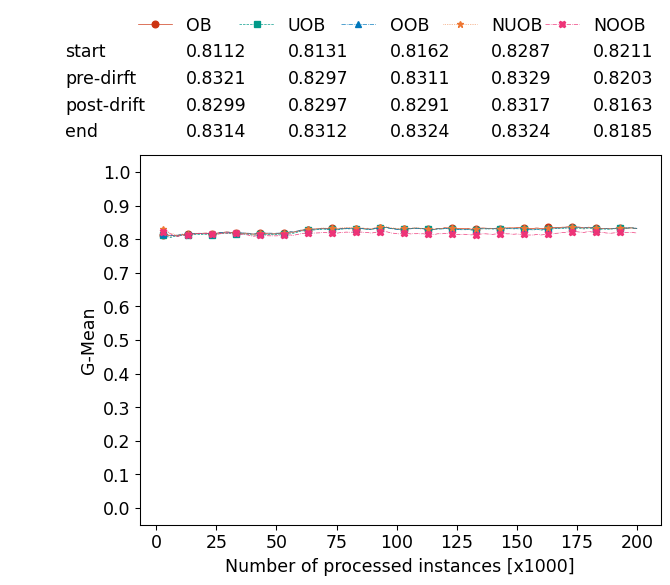 OB UOB OOB NUOB NOOB
start 0.8112 0.8131 0.8162 0.8287 0.8211
pre-dirft 0.8321 0.8297 0.8311 0.8329 0.8203
post-drift 0.8299 0.8297 0.8291 0.8317 0.8163
end 0.8314 0.8312 0.8324 0.8324 0.8185
1.0
0.9
0.8
0.7
0.6
0.5
0.4
0.3
0.2
0.1
0.0
G-Mean
0 25 50 75 100 125 150 175 200
Number of processed instances [x1000]